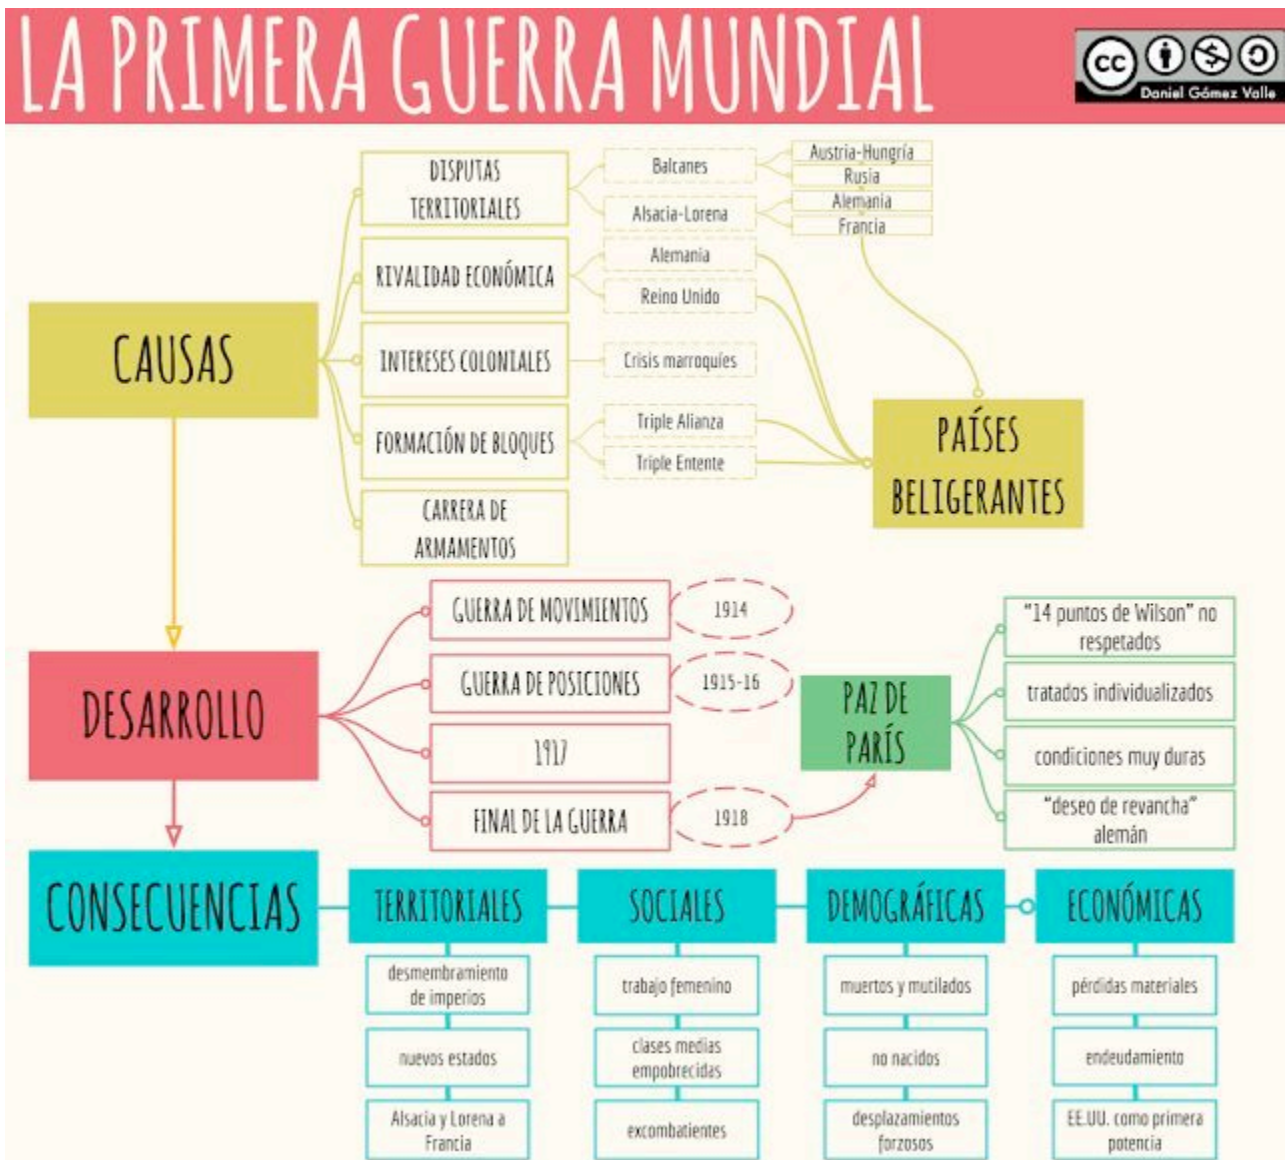 LA PRIMERA GUERRA MUNDIAL
cc
Daniel Gómez Valle
CAUSAS
DISPUTAS
TERRITORIALES
Balcanes
Austria-Hungría
Rusia
Alsacia-Lorena
Alemania
Francia
RIVALIDAD ECONÓMICA
Alemania
Reino Unido
INTERESES COLONIALES
Crisis marroquíes
FORMACIÓN DE BLOQUES
Triple Alianza
Triple Entente
CARRERA DE
ARMAMENTOS
PAÍSES
BELIGERANTES
DESARROLLO
GUERRA DE MOVIMIENTOS
1914
GUERRA DE POSICIONES
1915-16
1917
FINAL DE LA GUERRA
1918
PAZ DE
PARÍS
"14 puntos de Wilson" no
respetados
tratados individualizados
condiciones muy duras
"deseo de revancha"
alemán
CONSECUENCIAS
TERRITORIALES
desmembramiento
de imperios
nuevos estados
Alsacia y Lorena a
Francia
SOCIALES
trabajo femenino
clases medias
empobrecidas
excombatientes
DEMOGRÁFICAS
muertos y mutilados
no nacidos
desplazamientos
forzosos
ECONÓMICAS
pérdidas materiales
endeudamiento
EE.UU. como primera
potencia